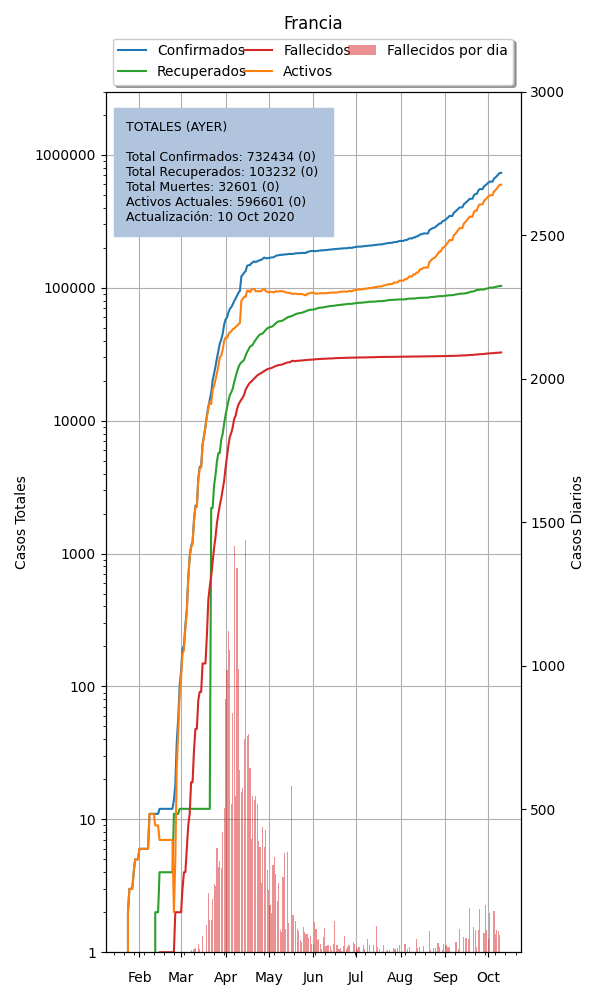 Francia
Confirmados Fallecidos Fallecidos por dia
Recuperados Activos
TOTALES (AYER)
Total Confirmados: 732434 (0)
Total Recuperados: 103232 (0)
Total Muertes: 32601 (0)
Activos Actuales: 596601 (0)
Actualización: 10 Oct 2020
1000000
100000
10000
1000
100
10
1
Casos Totales
3000
2500
2000
1500
1000
500
Casos Diarios
Feb Mar Apr May Jun Jul Aug Sep Oct